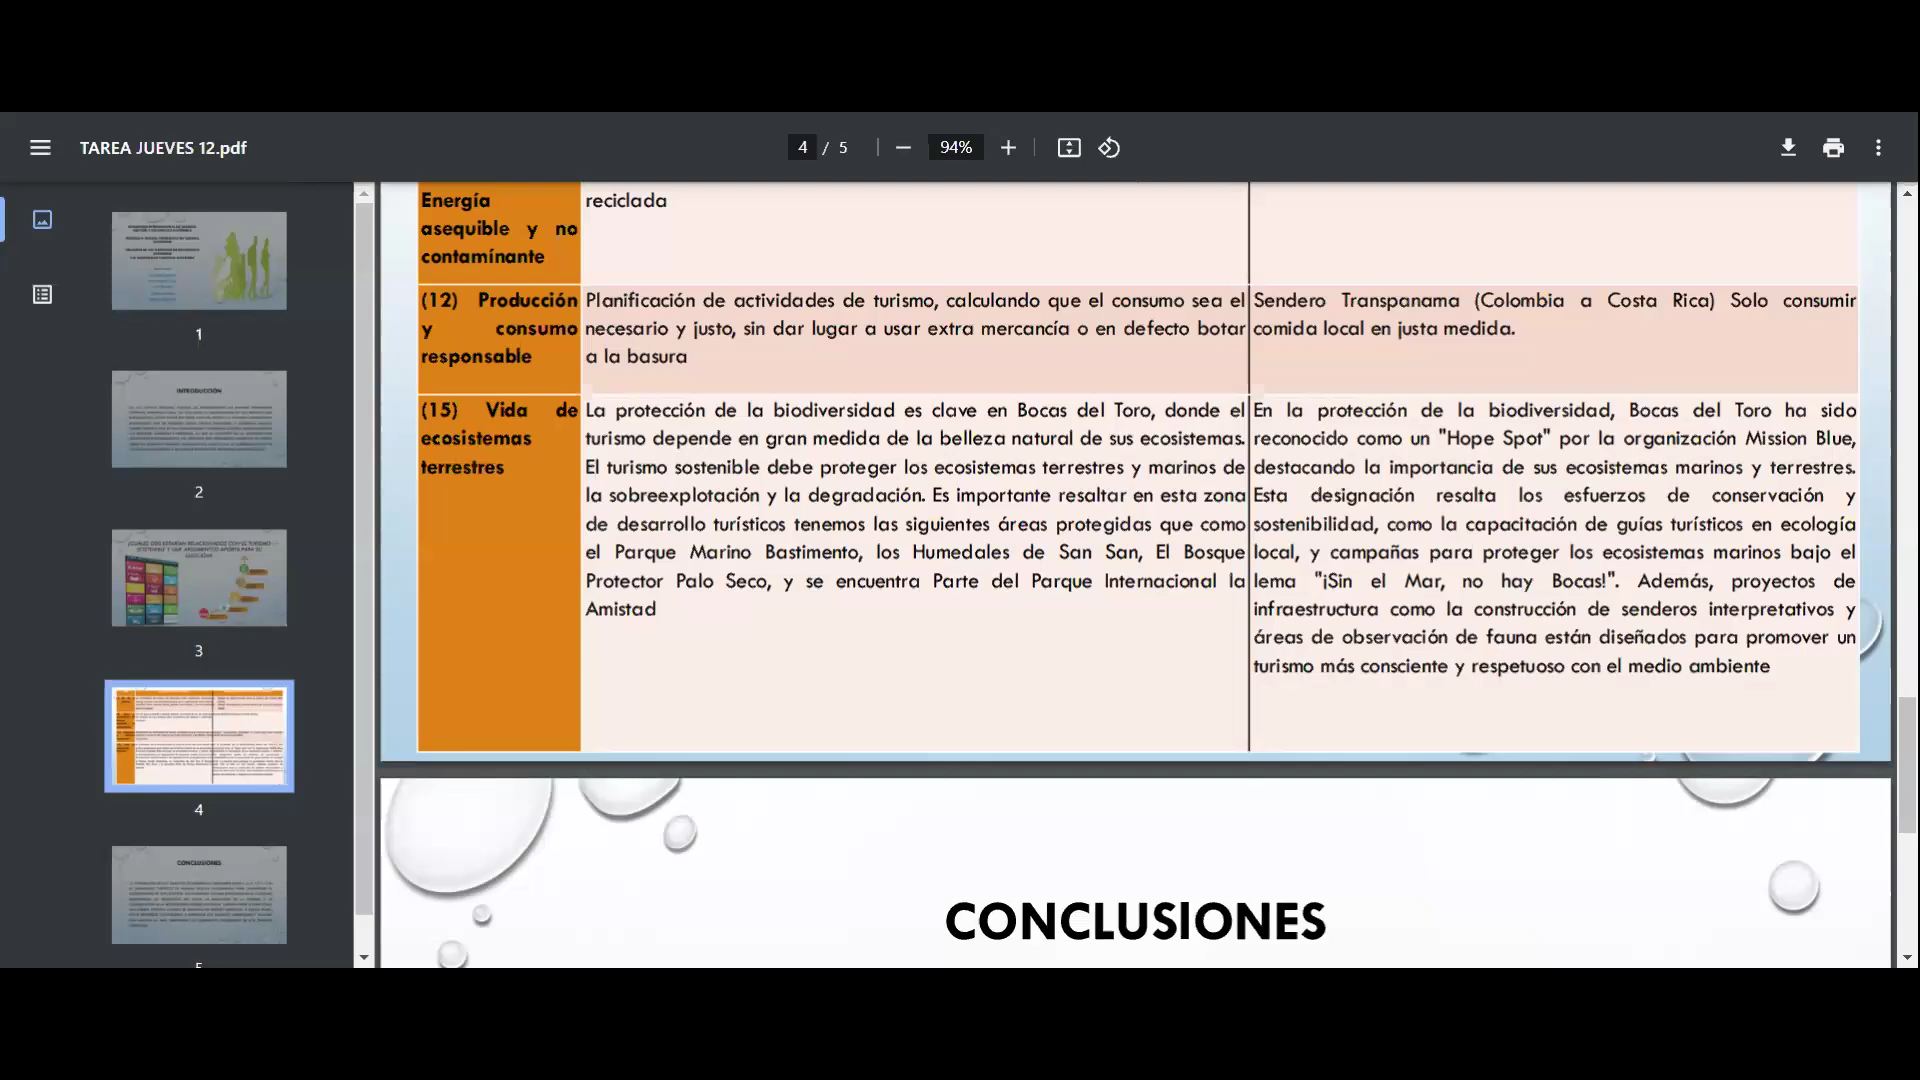 TAREA JUEVES 12.pdf
4 / 5
94%
1
INTRODUCCIÓN
2
3
4
CONCLUSIONES
Energía
asequible y no
contamínante
reciclada
(12) Producción
y consumo
responsable
Planificación de actividades de turismo, calculando que el consumo sea el
necesario y justo, sin dar lugar a usar extra mercancía o en defecto botar
a la basura
Sendero Transpanama (Colombia a Costa Rica) Solo consumir
comida local en justa medida.
(15) Vida de
ecosistemas
terrestres
La protección de la biodiversidad es clave en Bocas del Toro, donde el
turismo depende en gran medida de la belleza natural de sus ecosistemas.
El turismo sostenible debe proteger los ecosistemas terrestres y marinos de
la sobreexplotación y la degradación. Es importante resaltar en esta zona
de desarrollo turísticos tenemos las siguientes áreas protegidas que como
el Parque Marino Bastimento, los Humedales de San San, El Bosque
Protector Palo Seco, y se encuentra Parte del Parque Internacional la
Amistad
En la protección de la biodiversidad, Bocas del Toro ha sido
reconocido como un "Hope Spot" por la organización Mission Blue,
destacando la importancia de sus ecosistemas marinos y terrestres.
Esta designación resalta los esfuerzos de conservación y
sostenibilidad, como la capacitación de guías turísticos en ecología
local, y campañas para proteger los ecosistemas marinos bajo el
lema "¡Sin el Mar, no hay Bocas!". Además, proyectos de
infraestructura como la construcción de senderos interpretativos y
áreas de observación de fauna están diseñados para promover un
turismo más consciente y respetuoso con el medio ambiente
CONCLUSIONES